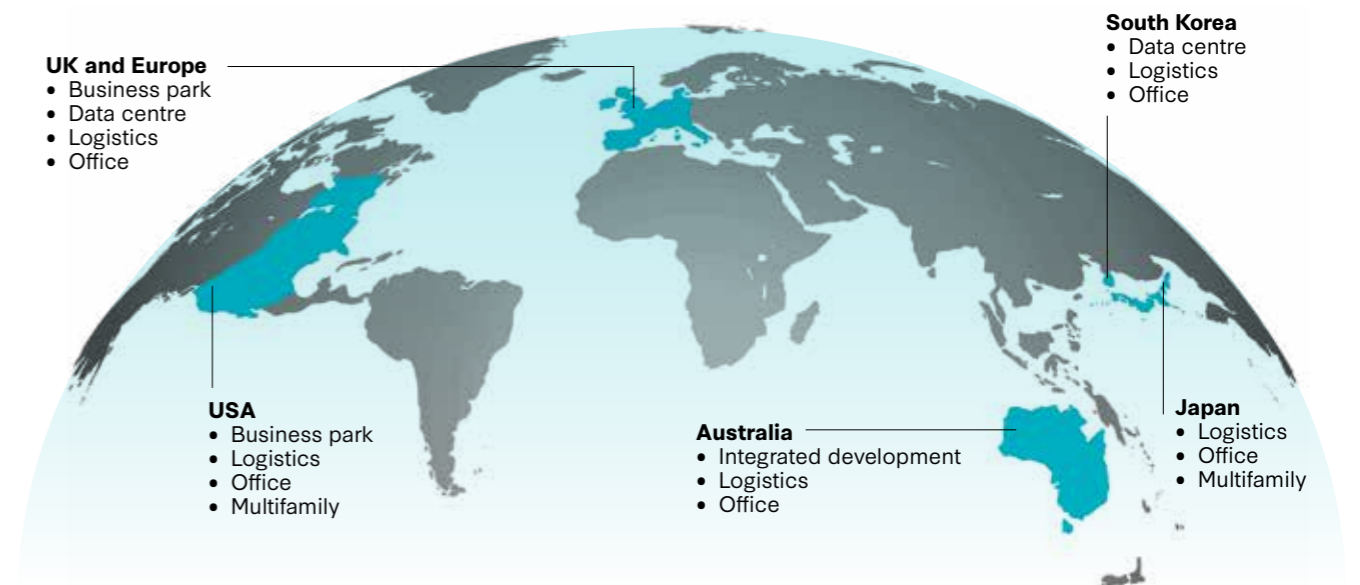 UK and Europe
• Business park
• Data centre
• Logistics
• Office
South Korea
• Data centre
• Logistics
• Office
USA
• Business park
• Logistics
• Office
• Multifamily
Australia
• Integrated development
• Logistics
• Office
Japan
• Logistics
• Office
• Multifamily